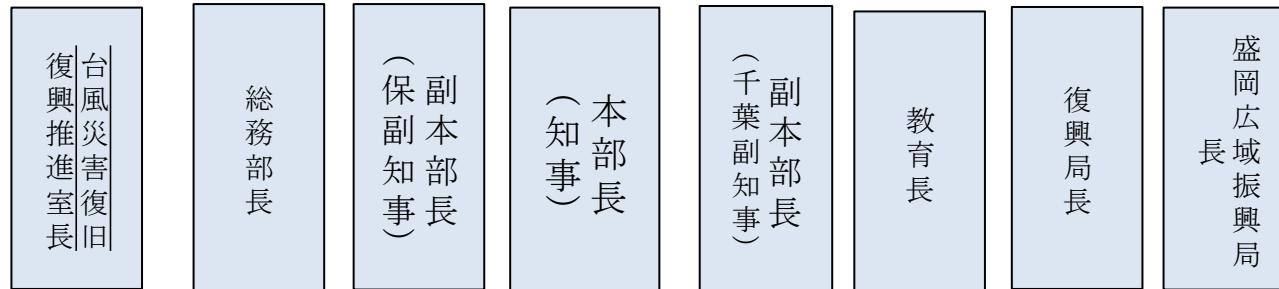 台風災害復旧
復興推進室長
総務部長
副本部長
（保副知事）
本部長
（知事）
副本部長
（千葉副知事）
教育長
復興局長
盛岡広域振興局
長